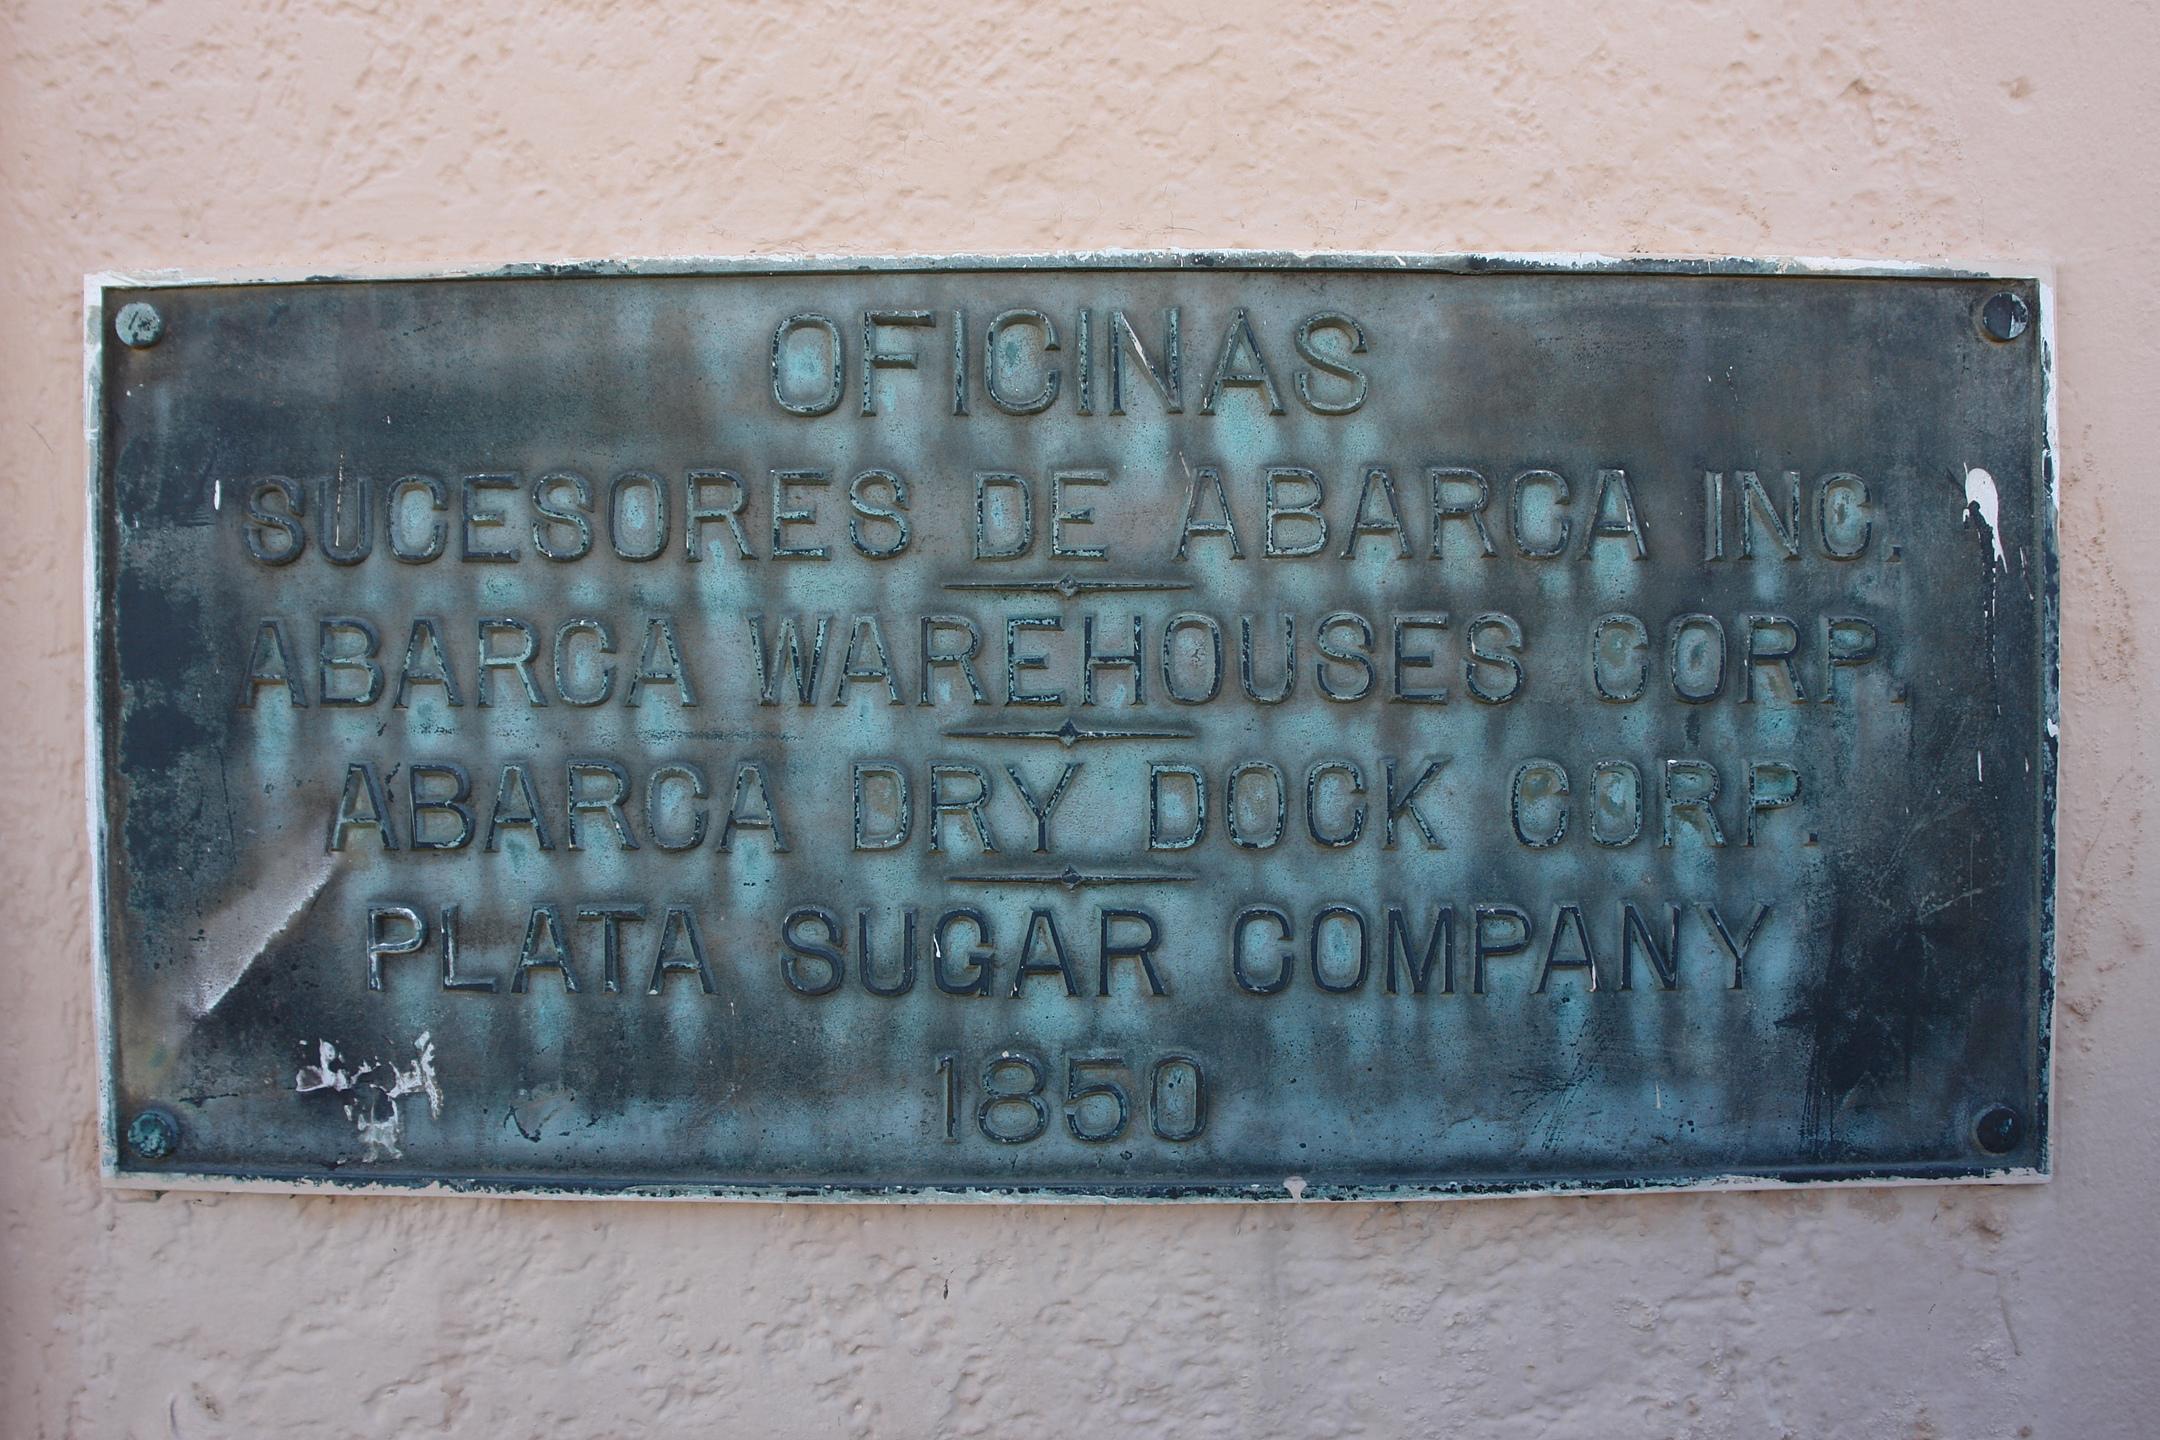 OFICINAS
SUCESORES DE ABARCA INC.
ABARCA WAREHOUSES CORP.
ABARCA DRY DOCK CORP.
PLATA SUGAR COMPANY
1850